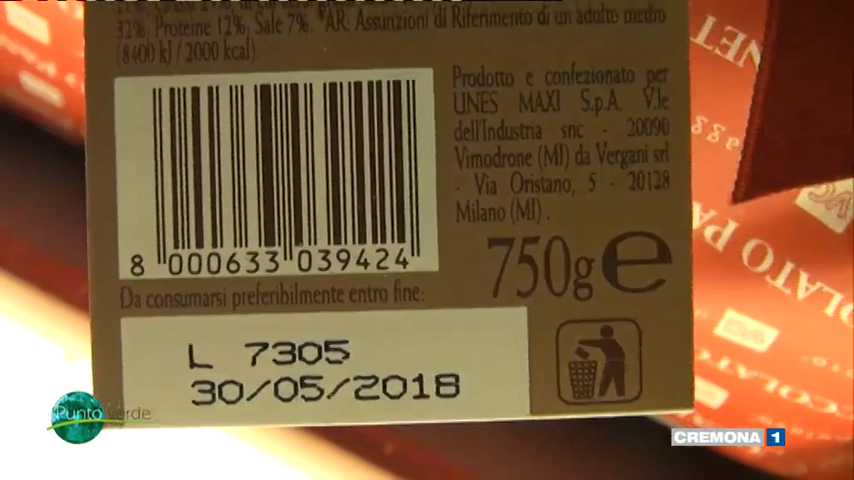 32%, Proteine 12%, Sale 7%. *AR: Assunzioni di Riferimento di un adulto medio
(8400 kJ / 2000 kcal).
Prodotto e confezionato per
UNES MAXI S.p.A. V.le
dell'Industria snc - 20090
Vimodrone (MI) da Vergani srl
- Via Oristano, 5 - 20128
Milano (MI).
8 000633 039424
750g e
Da consumarsi preferibilmente entro fine:
L 7305
30/05/2018
Punto Verde
CREMONA 1